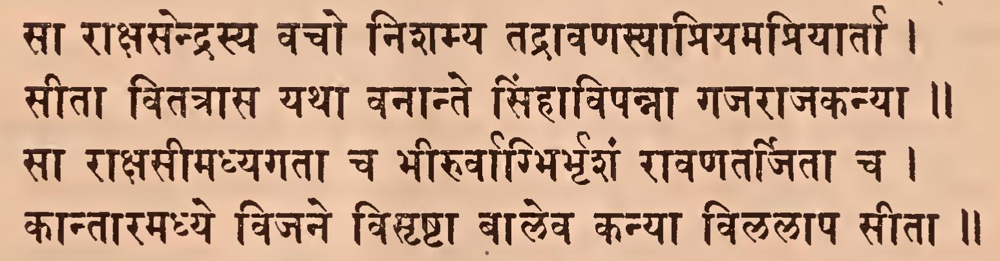 सा राक्षसेन्द्रस्य वचो निशम्य तद्रावणस्याप्रियमप्रियार्ता ।
सीता वितत्रास यथा वनान्ते सिंहाविपन्ना गजराजकन्या ॥
सा राक्षसीमध्यगता च भीरुर्वाग्भिर्भृशं रावणतर्जिता च ।
कान्तारमध्ये विजने विसृष्टा बालेव कन्या विललाप सीता ॥